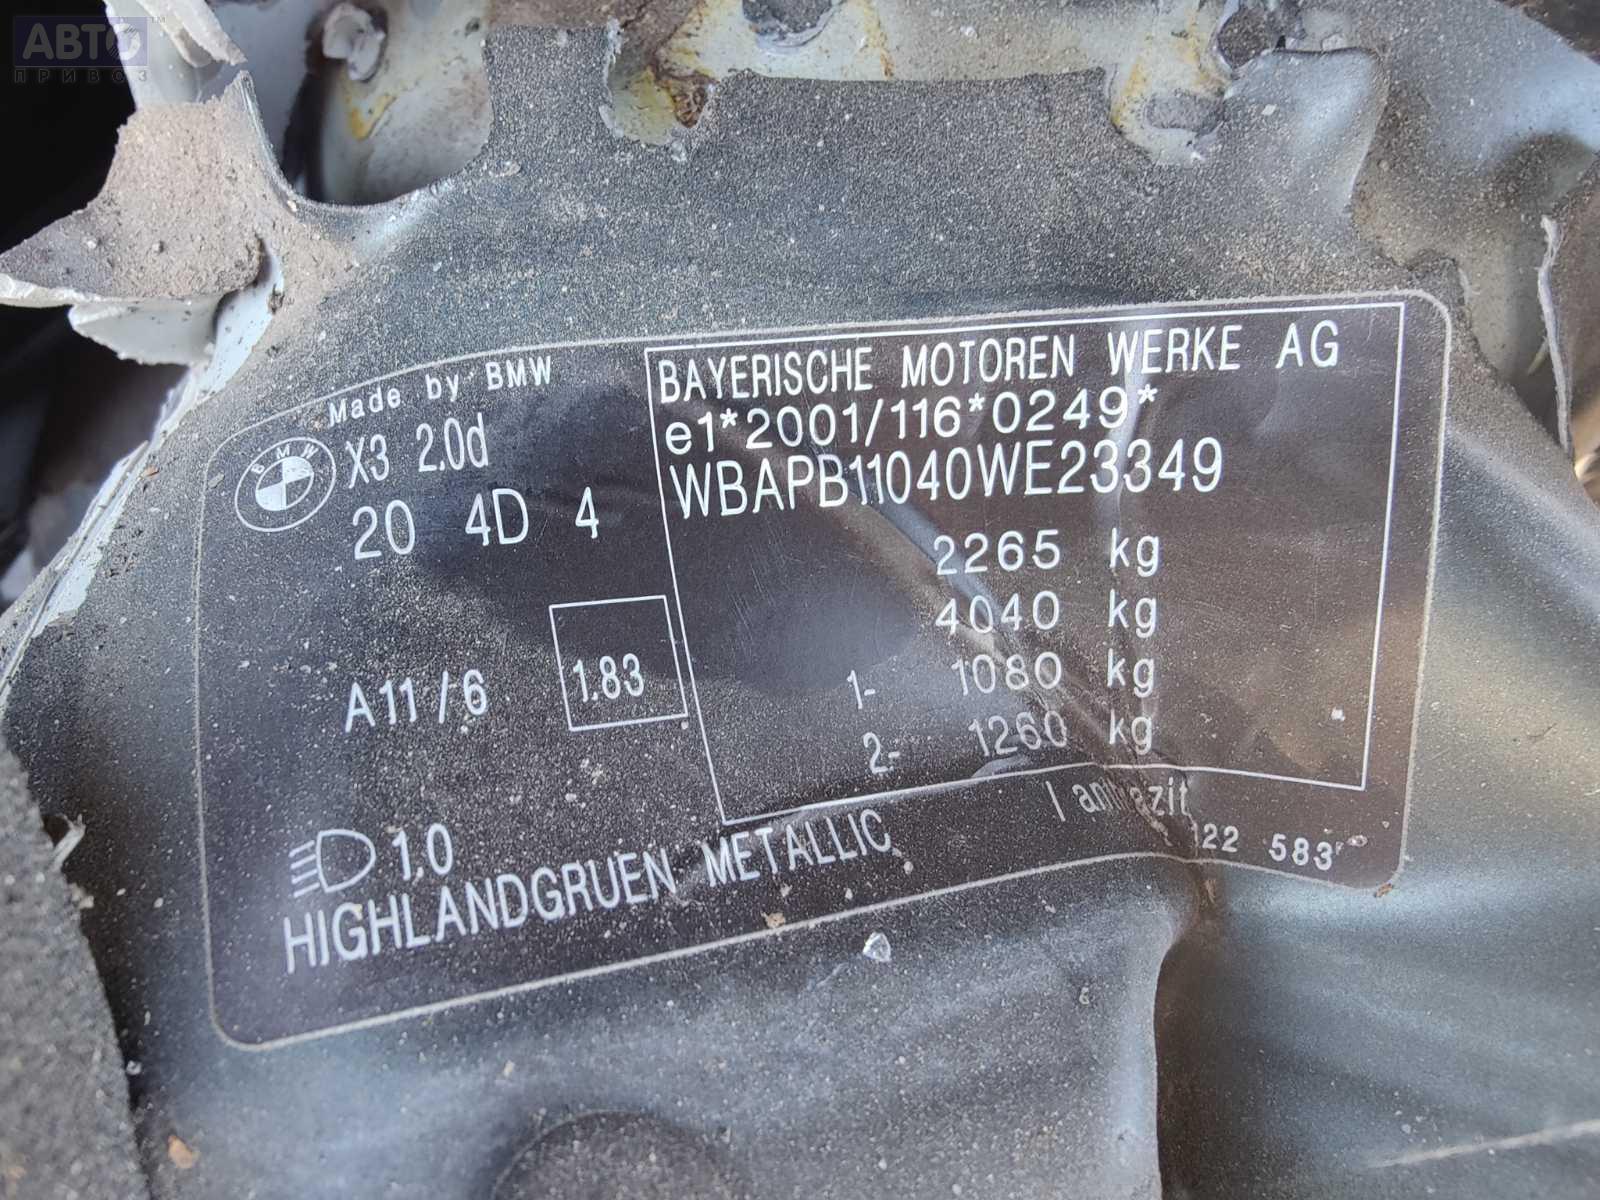 АВТО™
ПРИВОЗ
Made by BMW
BMW
X3 2.0d
20 4D 4
A11/6
1.83
1.0
HIGHLANDGRUEN METALLIC
BAYERISCHE MOTOREN WERKE AG
e1*2001/116*0249*
WBAPB11040WE23349
2265 kg
4040 kg
1- 1080 kg
2- 1260 kg
122 583